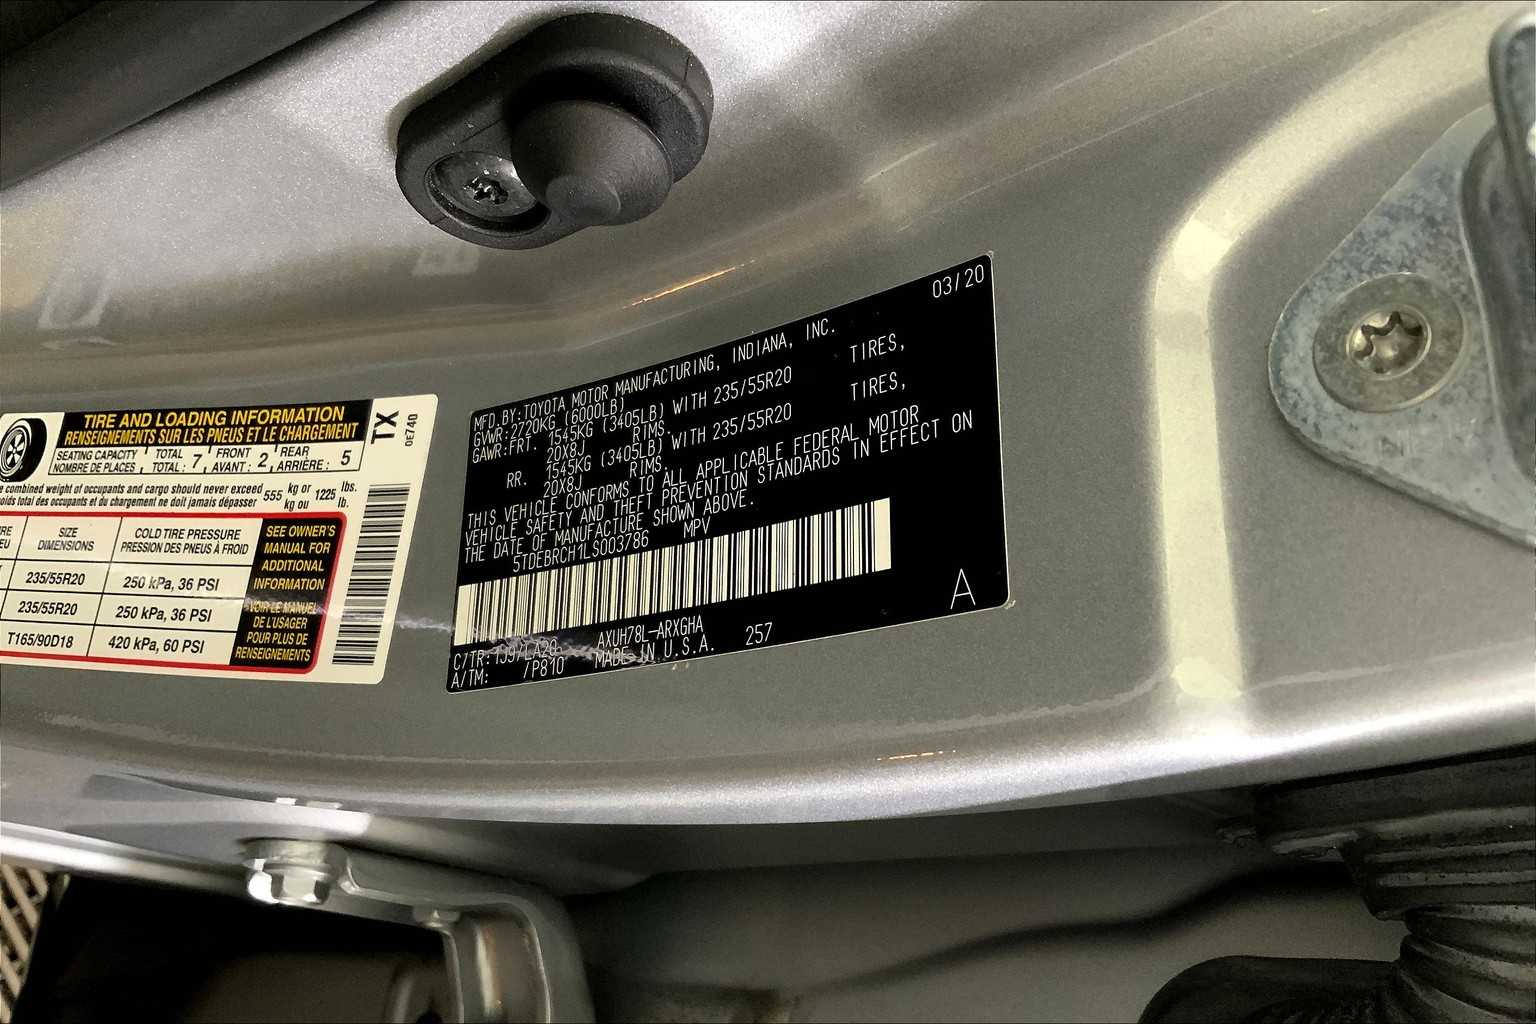 TIRE AND LOADING INFORMATION
RENSEIGNEMENTS SUR LES PNEUS ET LE CHARGEMENT
TX
0E740
SEATING CAPACITY TOTAL FRONT REAR
NOMBRE DE PLACES TOTAL : 7 AVANT : 2 ARRIÈRE : 5
combined weight of occupants and cargo should never exceed 555 kg or 1225 lbs.
total des occupants et du chargement ne doit jamais dépasser kg ou lb.
SIZE COLD TIRE PRESSURE
DIMENSIONS PRESSION DES PNEUS À FROID
235/55R20 250 kPa, 36 PSI
235/55R20 250 kPa, 36 PSI
T165/90D18 420 kPa, 60 PSI
SEE OWNER'S
MANUAL FOR
ADDITIONAL
INFORMATION
VOIR LE MANUEL
DE L'USAGER
POUR PLUS DE
RENSEIGNEMENTS
03/20
MFD.BY:TOYOTA MOTOR MANUFACTURING, INDIANA, INC.
GVWR:2720KG (6000LB)
GAWR:FRT. 1545KG (3405LB) WITH 235/55R20 TIRES,
20X8J RIMS.
RR. 1545KG (3405LB) WITH 235/55R20 TIRES,
20X8J RIMS.
THIS VEHICLE CONFORMS TO ALL APPLICABLE FEDERAL MOTOR
VEHICLE SAFETY AND THEFT PREVENTION STANDARDS IN EFFECT ON
THE DATE OF MANUFACTURE SHOWN ABOVE.
5TDEBRCH1LS003786 MPV
A
C/TR:1J9/LA20 AXUH78L-ARXGHA
A/TM: /P810 MADE IN U.S.A. 257